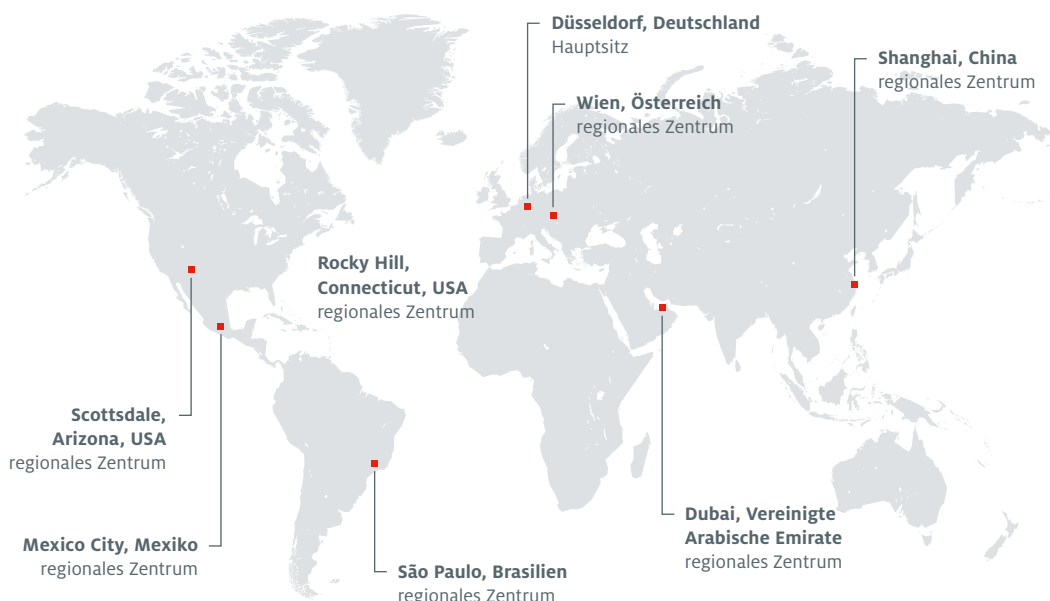 Düsseldorf, Deutschland
Hauptsitz
Shanghai, China
regionales Zentrum
Wien, Österreich
regionales Zentrum
Rocky Hill,
Connecticut, USA
regionales Zentrum
Scottsdale,
Arizona, USA
regionales Zentrum
Mexico City, Mexiko
regionales Zentrum
São Paulo, Brasilien
regionales Zentrum
Dubai, Vereinigte
Arabische Emirate
regionales Zentrum